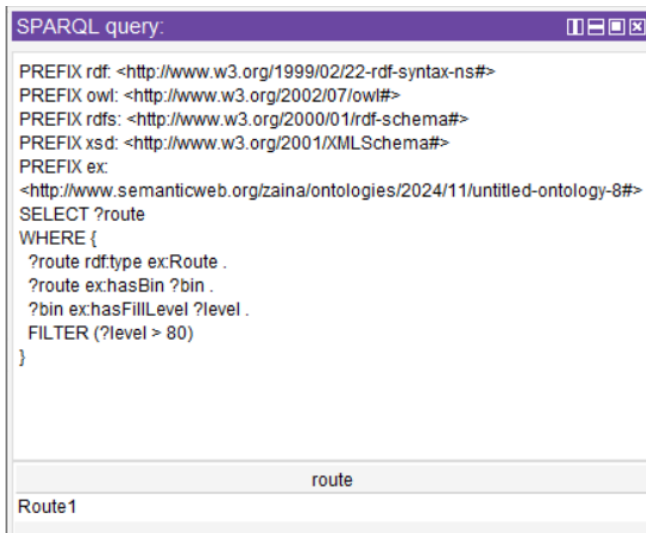 SPARQL query:
PREFIX rdf: <http://www.w3.org/1999/02/22-rdf-syntax-ns#>
PREFIX owl: <http://www.w3.org/2002/07/owl#>
PREFIX rdfs: <http://www.w3.org/2000/01/rdf-schema#>
PREFIX xsd: <http://www.w3.org/2001/XMLSchema#>
PREFIX ex:
<http://www.semanticweb.org/zaina/ontologies/2024/11/untitled-ontology-8#>
SELECT ?route
WHERE {
  ?route rdf:type ex:Route .
  ?route ex:hasBin ?bin .
  ?bin ex:hasFillLevel ?level .
  FILTER (?level > 80)
}
route
Route1